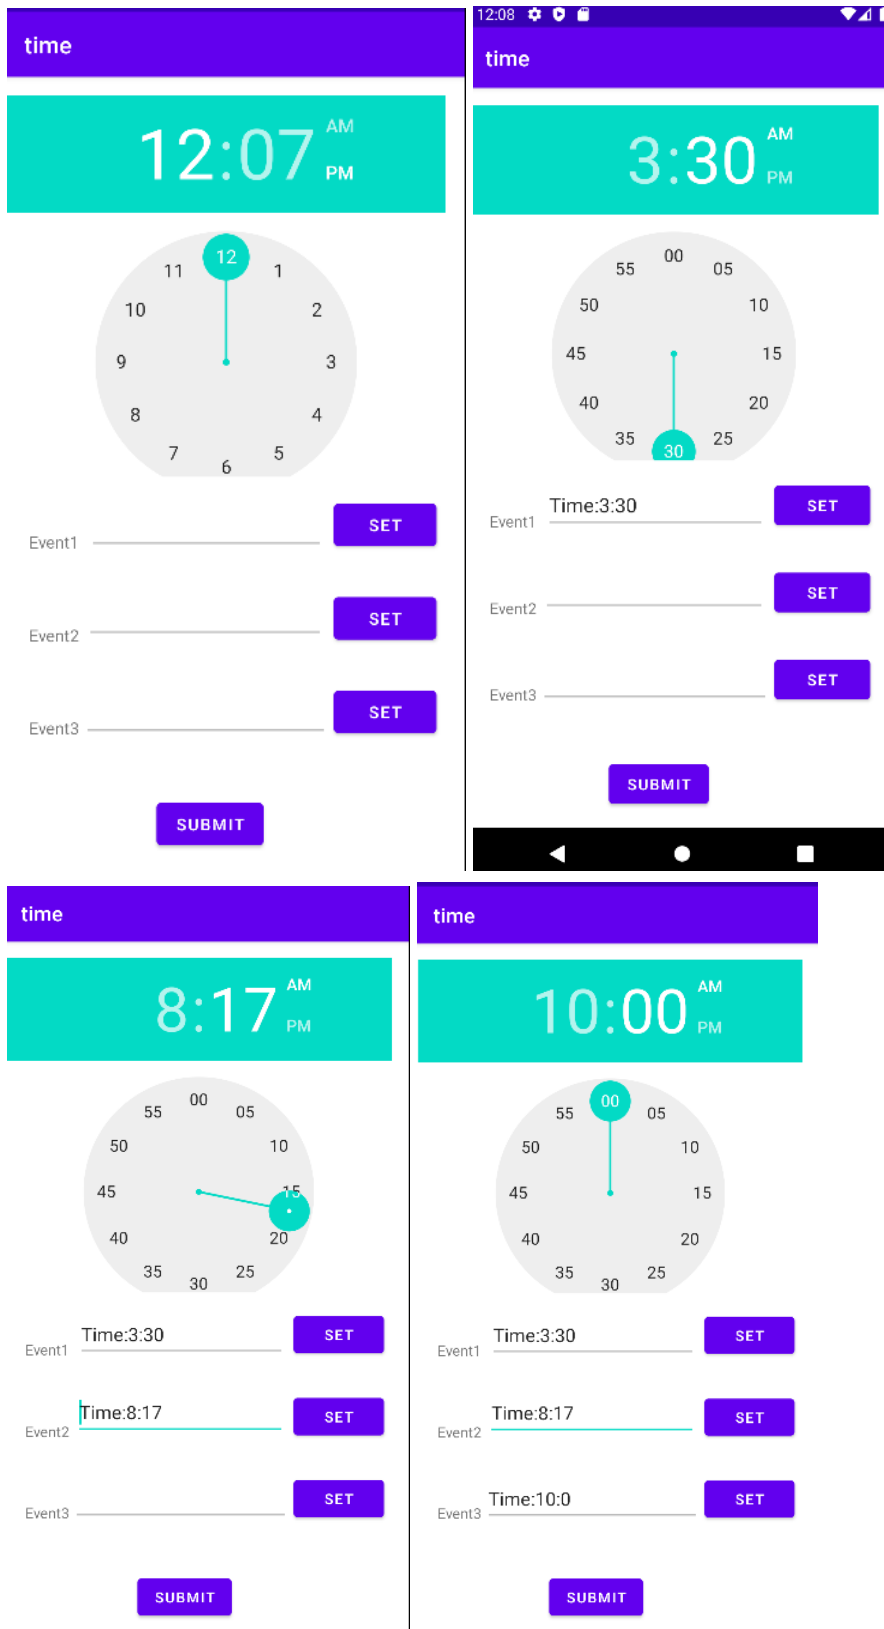 time
12:07
AM
PM
12
11 1
10 2
9 3
8 4
7 5
6
Event1 SET
Event2 SET
Event3 SET
SUBMIT
12:08
time
3:30
AM
PM
00
55 05
50 10
45 15
40 20
35 25
30
Event1 Time:3:30 SET
Event2 SET
Event3 SET
SUBMIT
time
8:17
AM
PM
00
55 05
50 10
45 15
40 20
35 25
30
Event1 Time:3:30 SET
Event2 Time:8:17 SET
Event3 SET
SUBMIT
time
10:00
AM
PM
00
55 05
50 10
45 15
40 20
35 25
30
Event1 Time:3:30 SET
Event2 Time:8:17 SET
Event3 Time:10:0 SET
SUBMIT